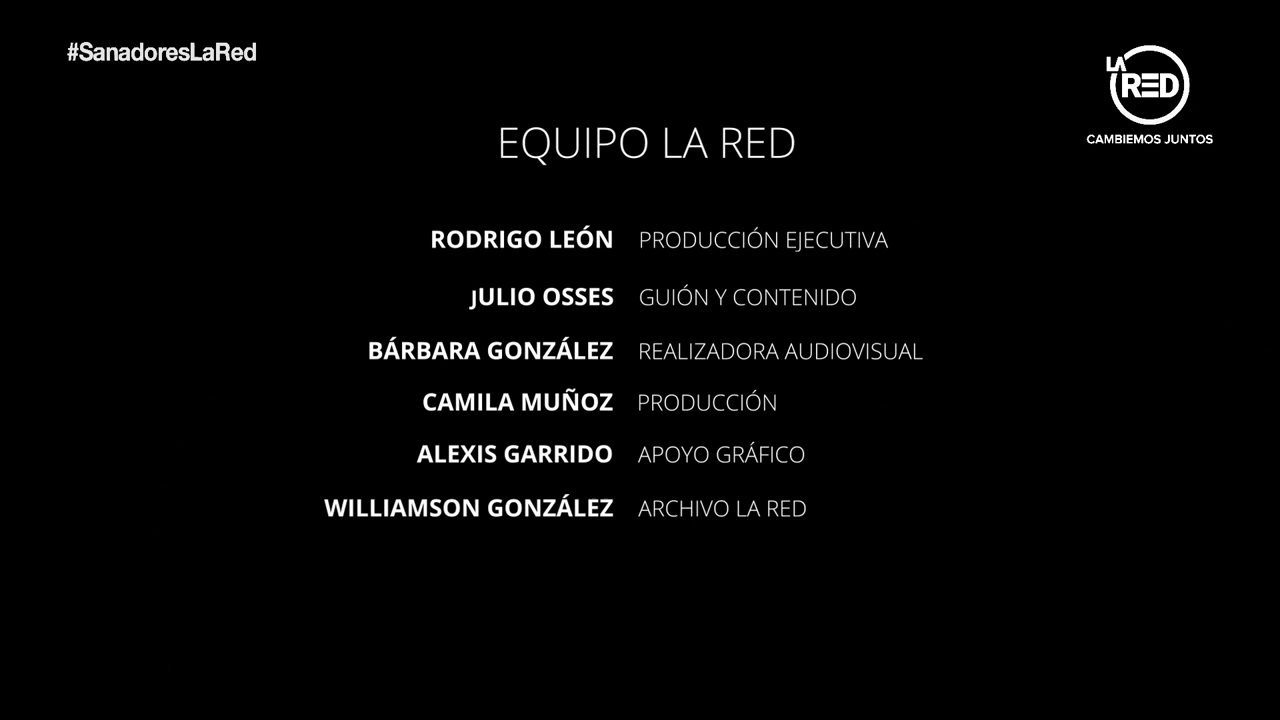 #SanadoresLaRed
LA
RED
CAMBIEMOS JUNTOS
EQUIPO LA RED
RODRIGO LEÓN PRODUCCIÓN EJECUTIVA
JULIO OSSES GUIÓN Y CONTENIDO
BÁRBARA GONZÁLEZ REALIZADORA AUDIOVISUAL
CAMILA MUÑOZ PRODUCCIÓN
ALEXIS GARRIDO APOYO GRÁFICO
WILLIAMSON GONZÁLEZ ARCHIVO LA RED